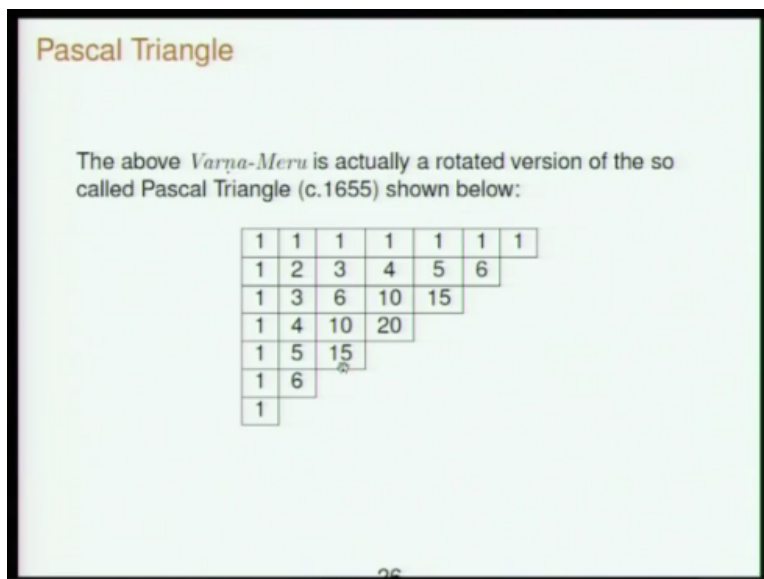 Pascal Triangle
The above Varṇa-Meru is actually a rotated version of the so
called Pascal Triangle (c.1655) shown below:
1 1 1 1 1 1 1
1 2 3 4 5 6
1 3 6 10 15
1 4 10 20
1 5 15
1 6
1
26